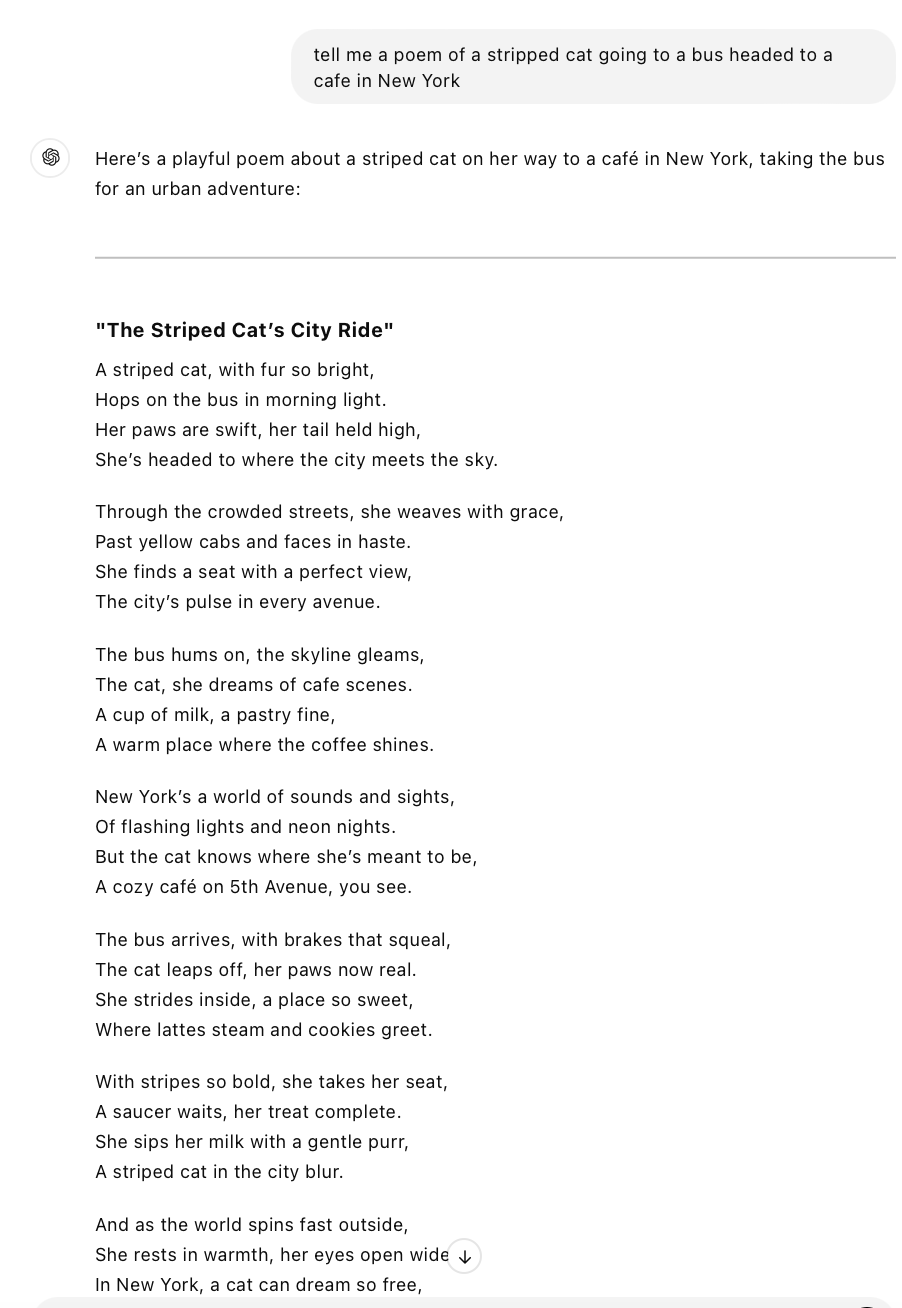 tell me a poem of a stripped cat going to a bus headed to a
cafe in New York
Here’s a playful poem about a striped cat on her way to a café in New York, taking the bus
for an urban adventure:
"The Striped Cat’s City Ride"
A striped cat, with fur so bright,
Hops on the bus in morning light.
Her paws are swift, her tail held high,
She’s headed to where the city meets the sky.
Through the crowded streets, she weaves with grace,
Past yellow cabs and faces in haste.
She finds a seat with a perfect view,
The city’s pulse in every avenue.
The bus hums on, the skyline gleams,
The cat, she dreams of cafe scenes.
A cup of milk, a pastry fine,
A warm place where the coffee shines.
New York’s a world of sounds and sights,
Of flashing lights and neon nights.
But the cat knows where she’s meant to be,
A cozy café on 5th Avenue, you see.
The bus arrives, with brakes that squeal,
The cat leaps off, her paws now real.
She strides inside, a place so sweet,
Where lattes steam and cookies greet.
With stripes so bold, she takes her seat,
A saucer waits, her treat complete.
She sips her milk with a gentle purr,
A striped cat in the city blur.
And as the world spins fast outside,
She rests in warmth, her eyes open wide
In New York, a cat can dream so free,